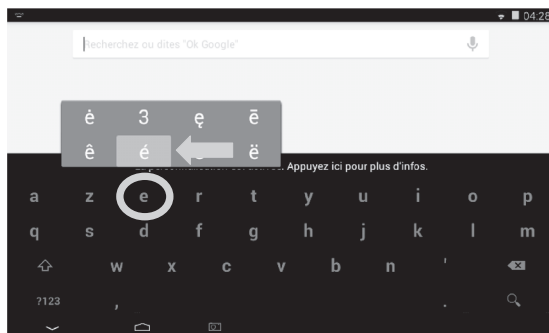 04:28
Recherchez ou dites "Ok Google"
ė 3 ę ē
ê é ë
Appuyez ici pour plus d'infos.
a z e r t y u i o p
q s d f g h j k l m
w x c v b n '
?123 , .